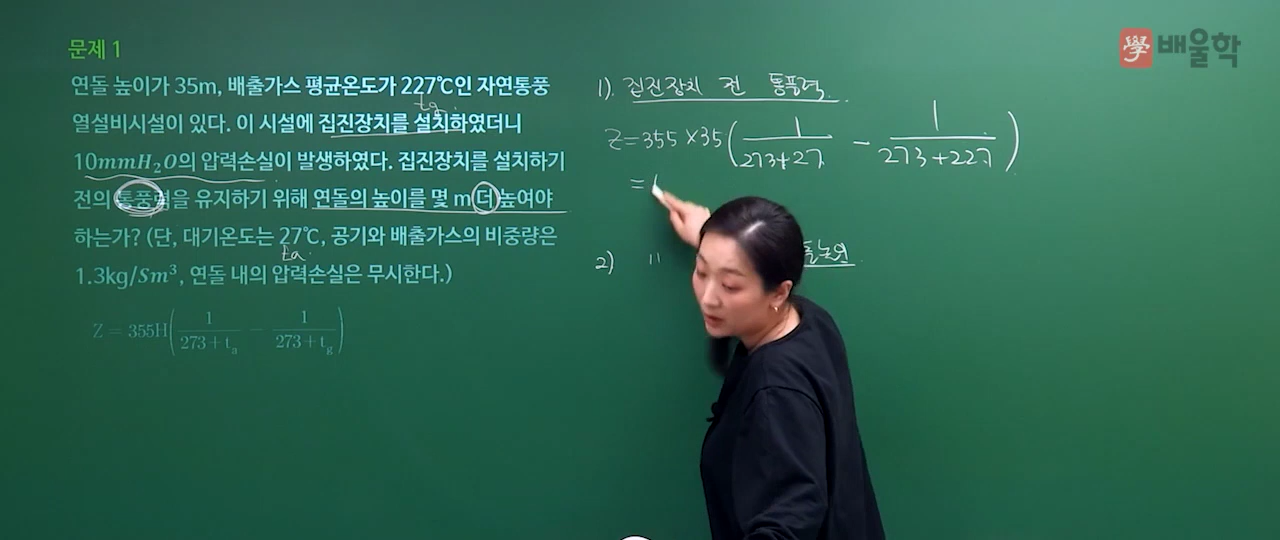 學 배울학
문제 1
연돌 높이가 35m, 배출가스 평균온도가 227℃인 자연통풍
tg
열설비시설이 있다. 이 시설에 집진장치를 설치하였더니
10mmH₂O의 압력손실이 발생하였다. 집진장치를 설치하기
전의 통풍력을 유지하기 위해 연돌의 높이를 몇 m 더 높여야
하는가? (단, 대기온도는 27℃, 공기와 배출가스의 비중량은
ta
1.3kg/Sm³, 연돌 내의 압력손실은 무시한다.)
Z = 355H(1/(273+tₐ) − 1/(273+t_g))
1). 집진장치 전 통풍력
Z = 355 × 35(1/(273+27) − 1/(273+227))
=
2) "